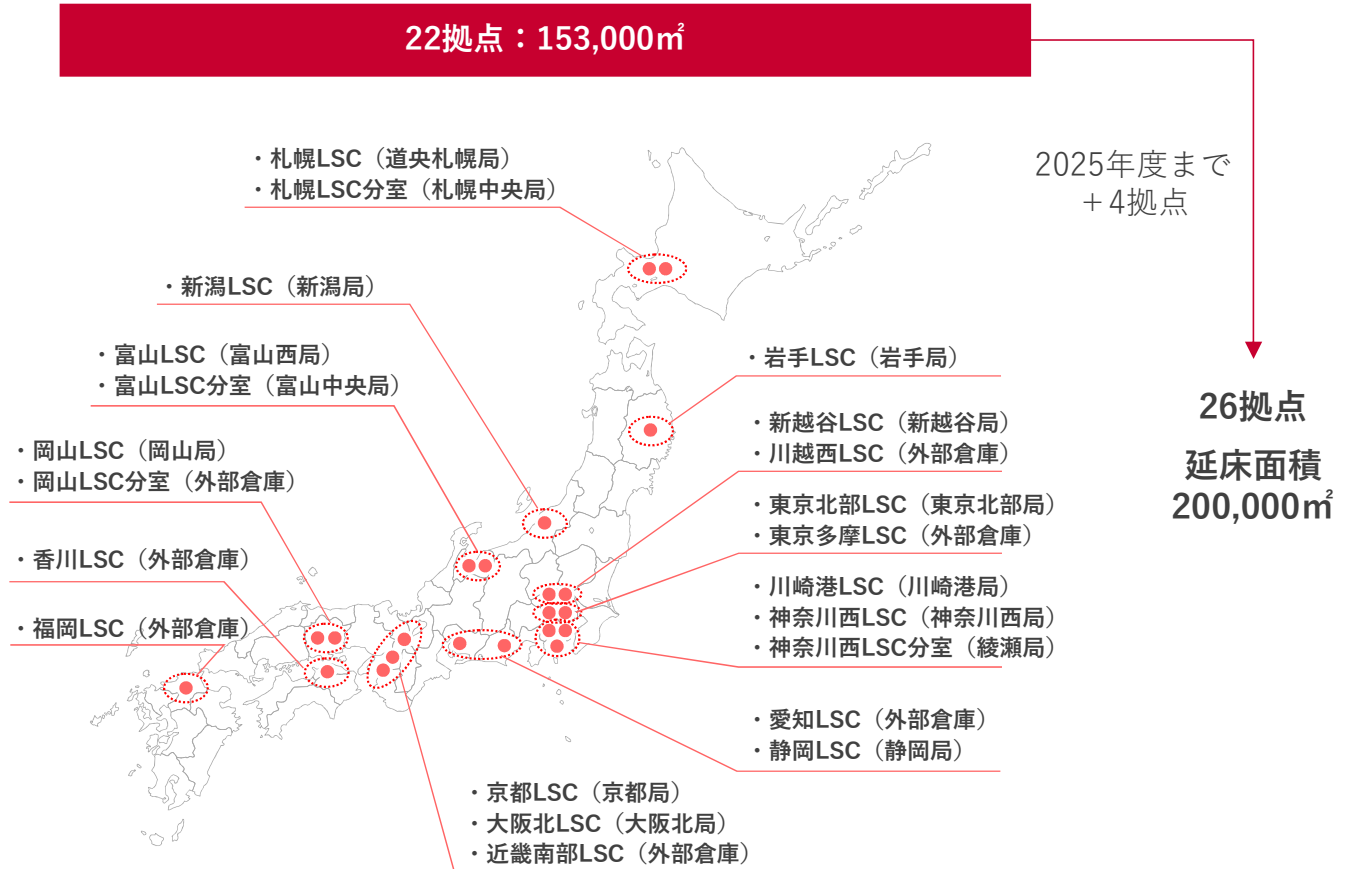 22拠点：153,000㎡
2025年度まで
＋4拠点
26拠点
延床面積
200,000㎡
・札幌LSC（道央札幌局）
・札幌LSC分室（札幌中央局）
・新潟LSC（新潟局）
・富山LSC（富山西局）
・富山LSC分室（富山中央局）
・岡山LSC（岡山局）
・岡山LSC分室（外部倉庫）
・香川LSC（外部倉庫）
・福岡LSC（外部倉庫）
・岩手LSC（岩手局）
・新越谷LSC（新越谷局）
・川越西LSC（外部倉庫）
・東京北部LSC（東京北部局）
・東京多摩LSC（外部倉庫）
・川崎港LSC（川崎港局）
・神奈川西LSC（神奈川西局）
・神奈川西LSC分室（綾瀬局）
・愛知LSC（外部倉庫）
・静岡LSC（静岡局）
・京都LSC（京都局）
・大阪北LSC（大阪北局）
・近畿南部LSC（外部倉庫）